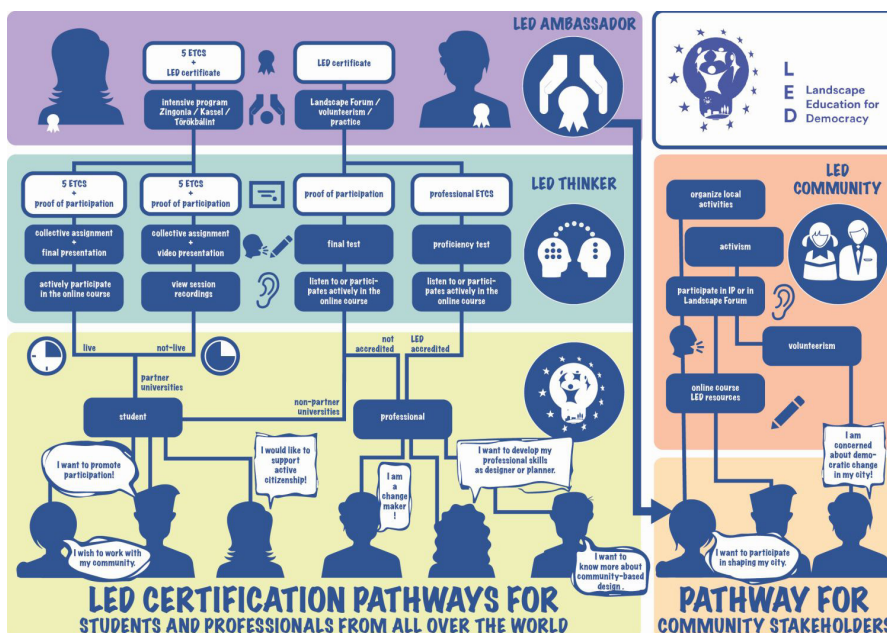 LED AMBASSADOR
5 ETCS
+
LED certificate
LED certificate
Intensive program
Zingonia / Kassel /
Törökbálint
Landscape Forum /
volunteerism /
practice
L
E
D
Landscape
Education for
Democracy
LED THINKER
5 ETCS
+
proof of participation
5 ETCS
+
proof of participation
proof of participation
professional ETCS
collective assignment
+
final presentation
collective assignment
+
video presentation
final test
proficiency test
actively participate
in the online course
view session
recordings
listen to or partici-
pates actively in the
online course
listen to or partici-
pates actively in the
online course
live
not-live
partner
universities
non-partner
universities
not
accredited
LED
accredited
student
professional
I want to promote
participation!
I wish to work with
my community.
I would like to
support
active
citizenship!
I am
a
change
maker
!
I want to develop my
professional skills
as designer or planner.
I want to
know more about
community-based
design .
LED CERTIFICATION PATHWAYS FOR
STUDENTS AND PROFESSIONALS FROM ALL OVER THE WORLD
LED
COMMUNITY
organize local
activities
activism
participate in IP or in
Landscape Forum
volunteerism
online course
LED resources
I am
concerned
about demo-
cratic change
in my city!
I want to participate
in shaping my city.
PATHWAY FOR
COMMUNITY STAKEHOLDERS